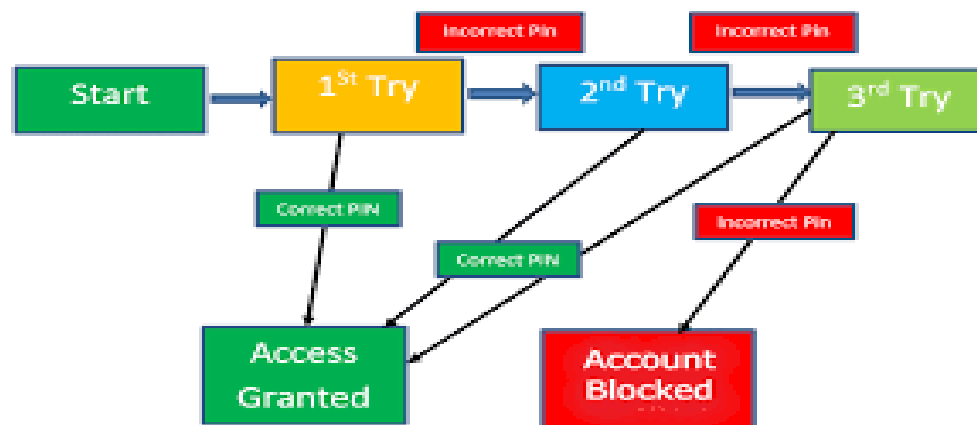 Incorrect Pin
Incorrect Pin
Start
1St Try
2nd Try
3rd Try
Correct PIN
Incorrect Pin
Correct PIN
Access
Granted
Account
Blocked